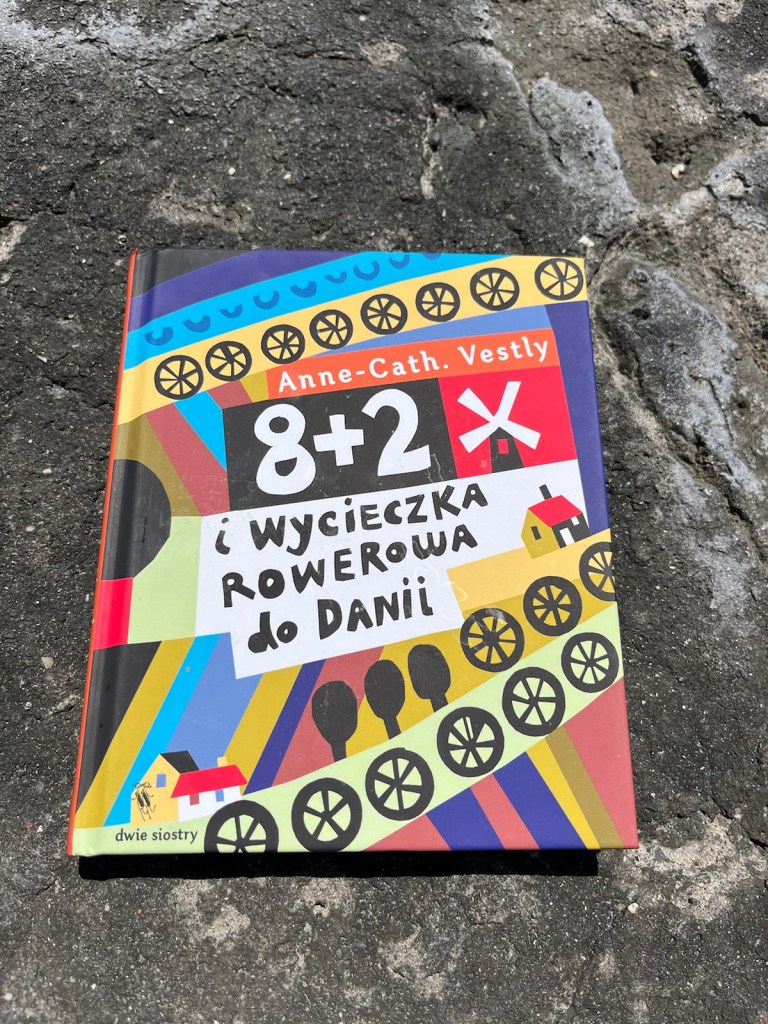 Anne-Cath. Vestly
8+2
i WYCIECZKA
ROWEROWA
do DANII
dwie siostry